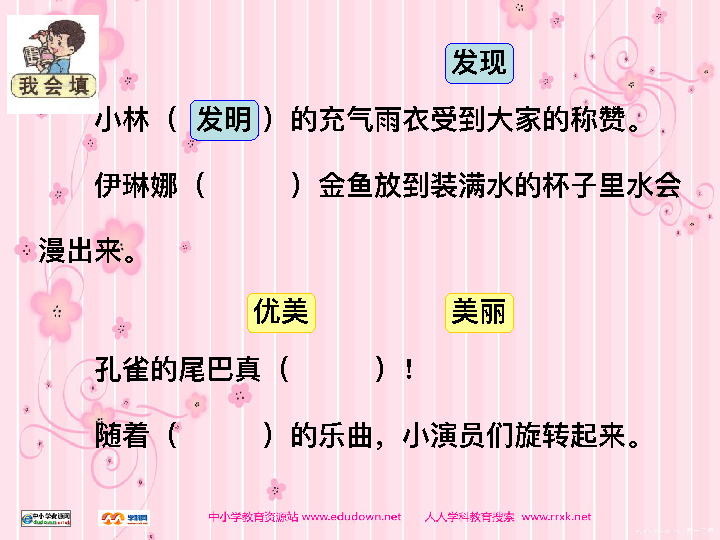 我会填
发现
小林（ 发明 ）的充气雨衣受到大家的称赞。
伊琳娜（ ）金鱼放到装满水的杯子里水会
漫出来。
优美 美丽
孔雀的尾巴真（ ）！
随着（ ）的乐曲，小演员们旋转起来。
中小学教育资源站 www.edudown.net 人人学科教育搜索 www.rrxk.net